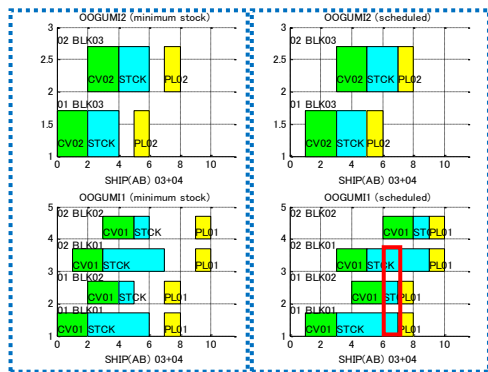 OOGUMI2 (minimum stock)
3
02 BLK03
2.5
CV02 STCK PL02
2
01 BLK03
1.5
CV02 STCK PL02
1
0 2 4 6 8 10
SHIP(AB) 03+04
OOGUMI2 (scheduled)
3
02 BLK03
2.5
CV02 STCK PL02
2
01 BLK03
1.5
CV02 STCK PL02
1
0 2 4 6 8 10
SHIP(AB) 03+04
OOGUMI1 (minimum stock)
5
02 BLK02
CV01 STCK PL01
4
02 BLK01
CV01 STCK PL01
3
01 BLK02
CV01 STCK PL01
2
01 BLK01
CV01 STCK PL01
1
0 2 4 6 8 10
SHIP(AB) 03+04
OOGUMI1 (scheduled)
5
02 BLK02
CV01 STCK PL01
4
02 BLK01
CV01 STCK PL01
3
01 BLK02
CV01 STCK PL01
2
01 BLK01
CV01 STCK PL01
1
0 2 4 6 8 10
SHIP(AB) 03+04